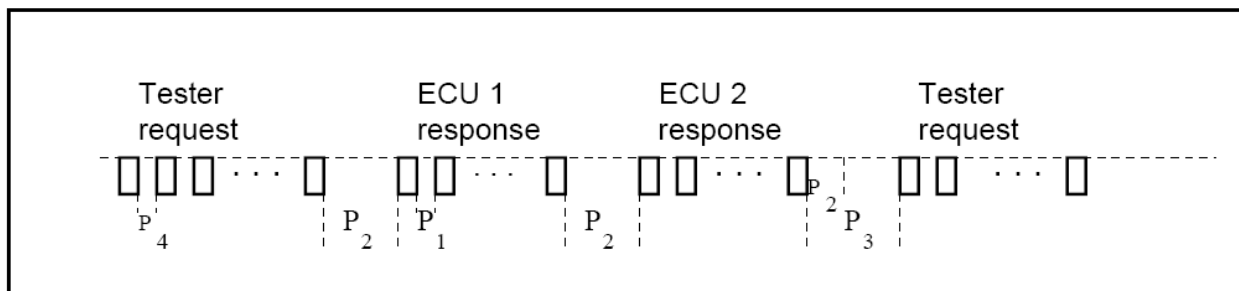 Tester request
ECU 1 response
ECU 2 response
Tester request
· · ·
· · ·
· · ·
· · ·
P4
P2
P1
P2
P2
P3